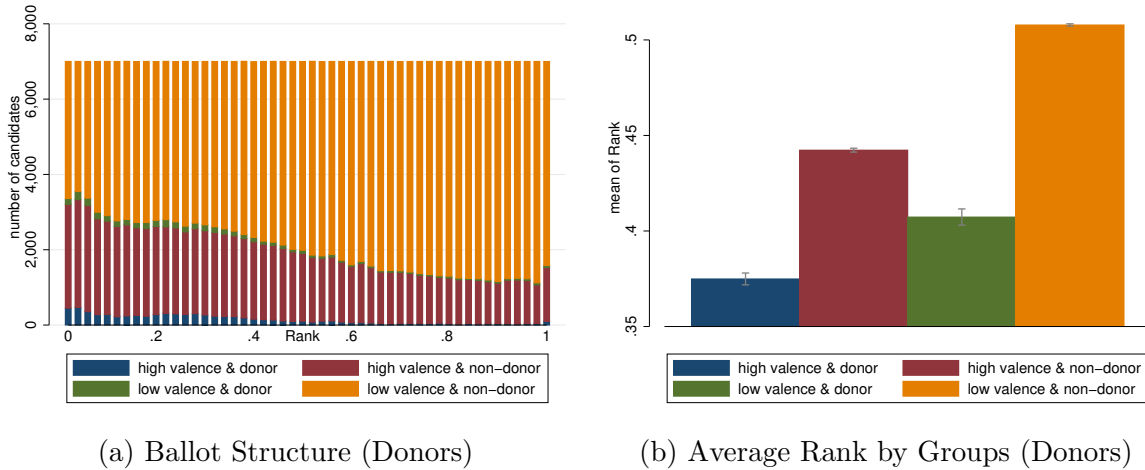 8,000
6,000
4,000
2,000
0
number of candidates
0 .2 .4 .6 .8 1
Rank
high valence & donor high valence & non−donor
low valence & donor low valence & non−donor
(a) Ballot Structure (Donors)
.5
.45
.4
.35
mean of Rank
high valence & donor high valence & non−donor
low valence & donor low valence & non−donor
(b) Average Rank by Groups (Donors)